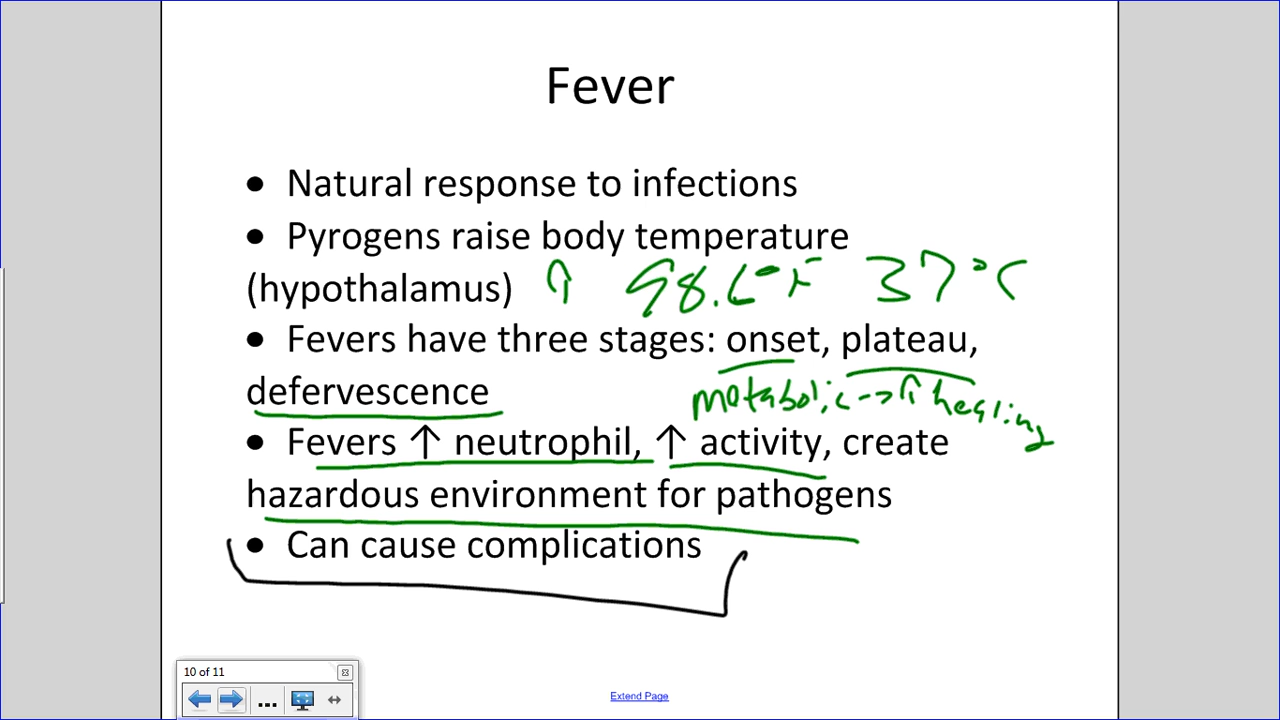 Fever
• Natural response to infections
• Pyrogens raise body temperature
(hypothalamus) ↑ 98.6°F 37°C
• Fevers have three stages: onset, plateau,
defervescence
metabolic → ↑ healing
• Fevers ↑ neutrophil, ↑ activity, create
hazardous environment for pathogens
• Can cause complications
10 of 11
...
Extend Page